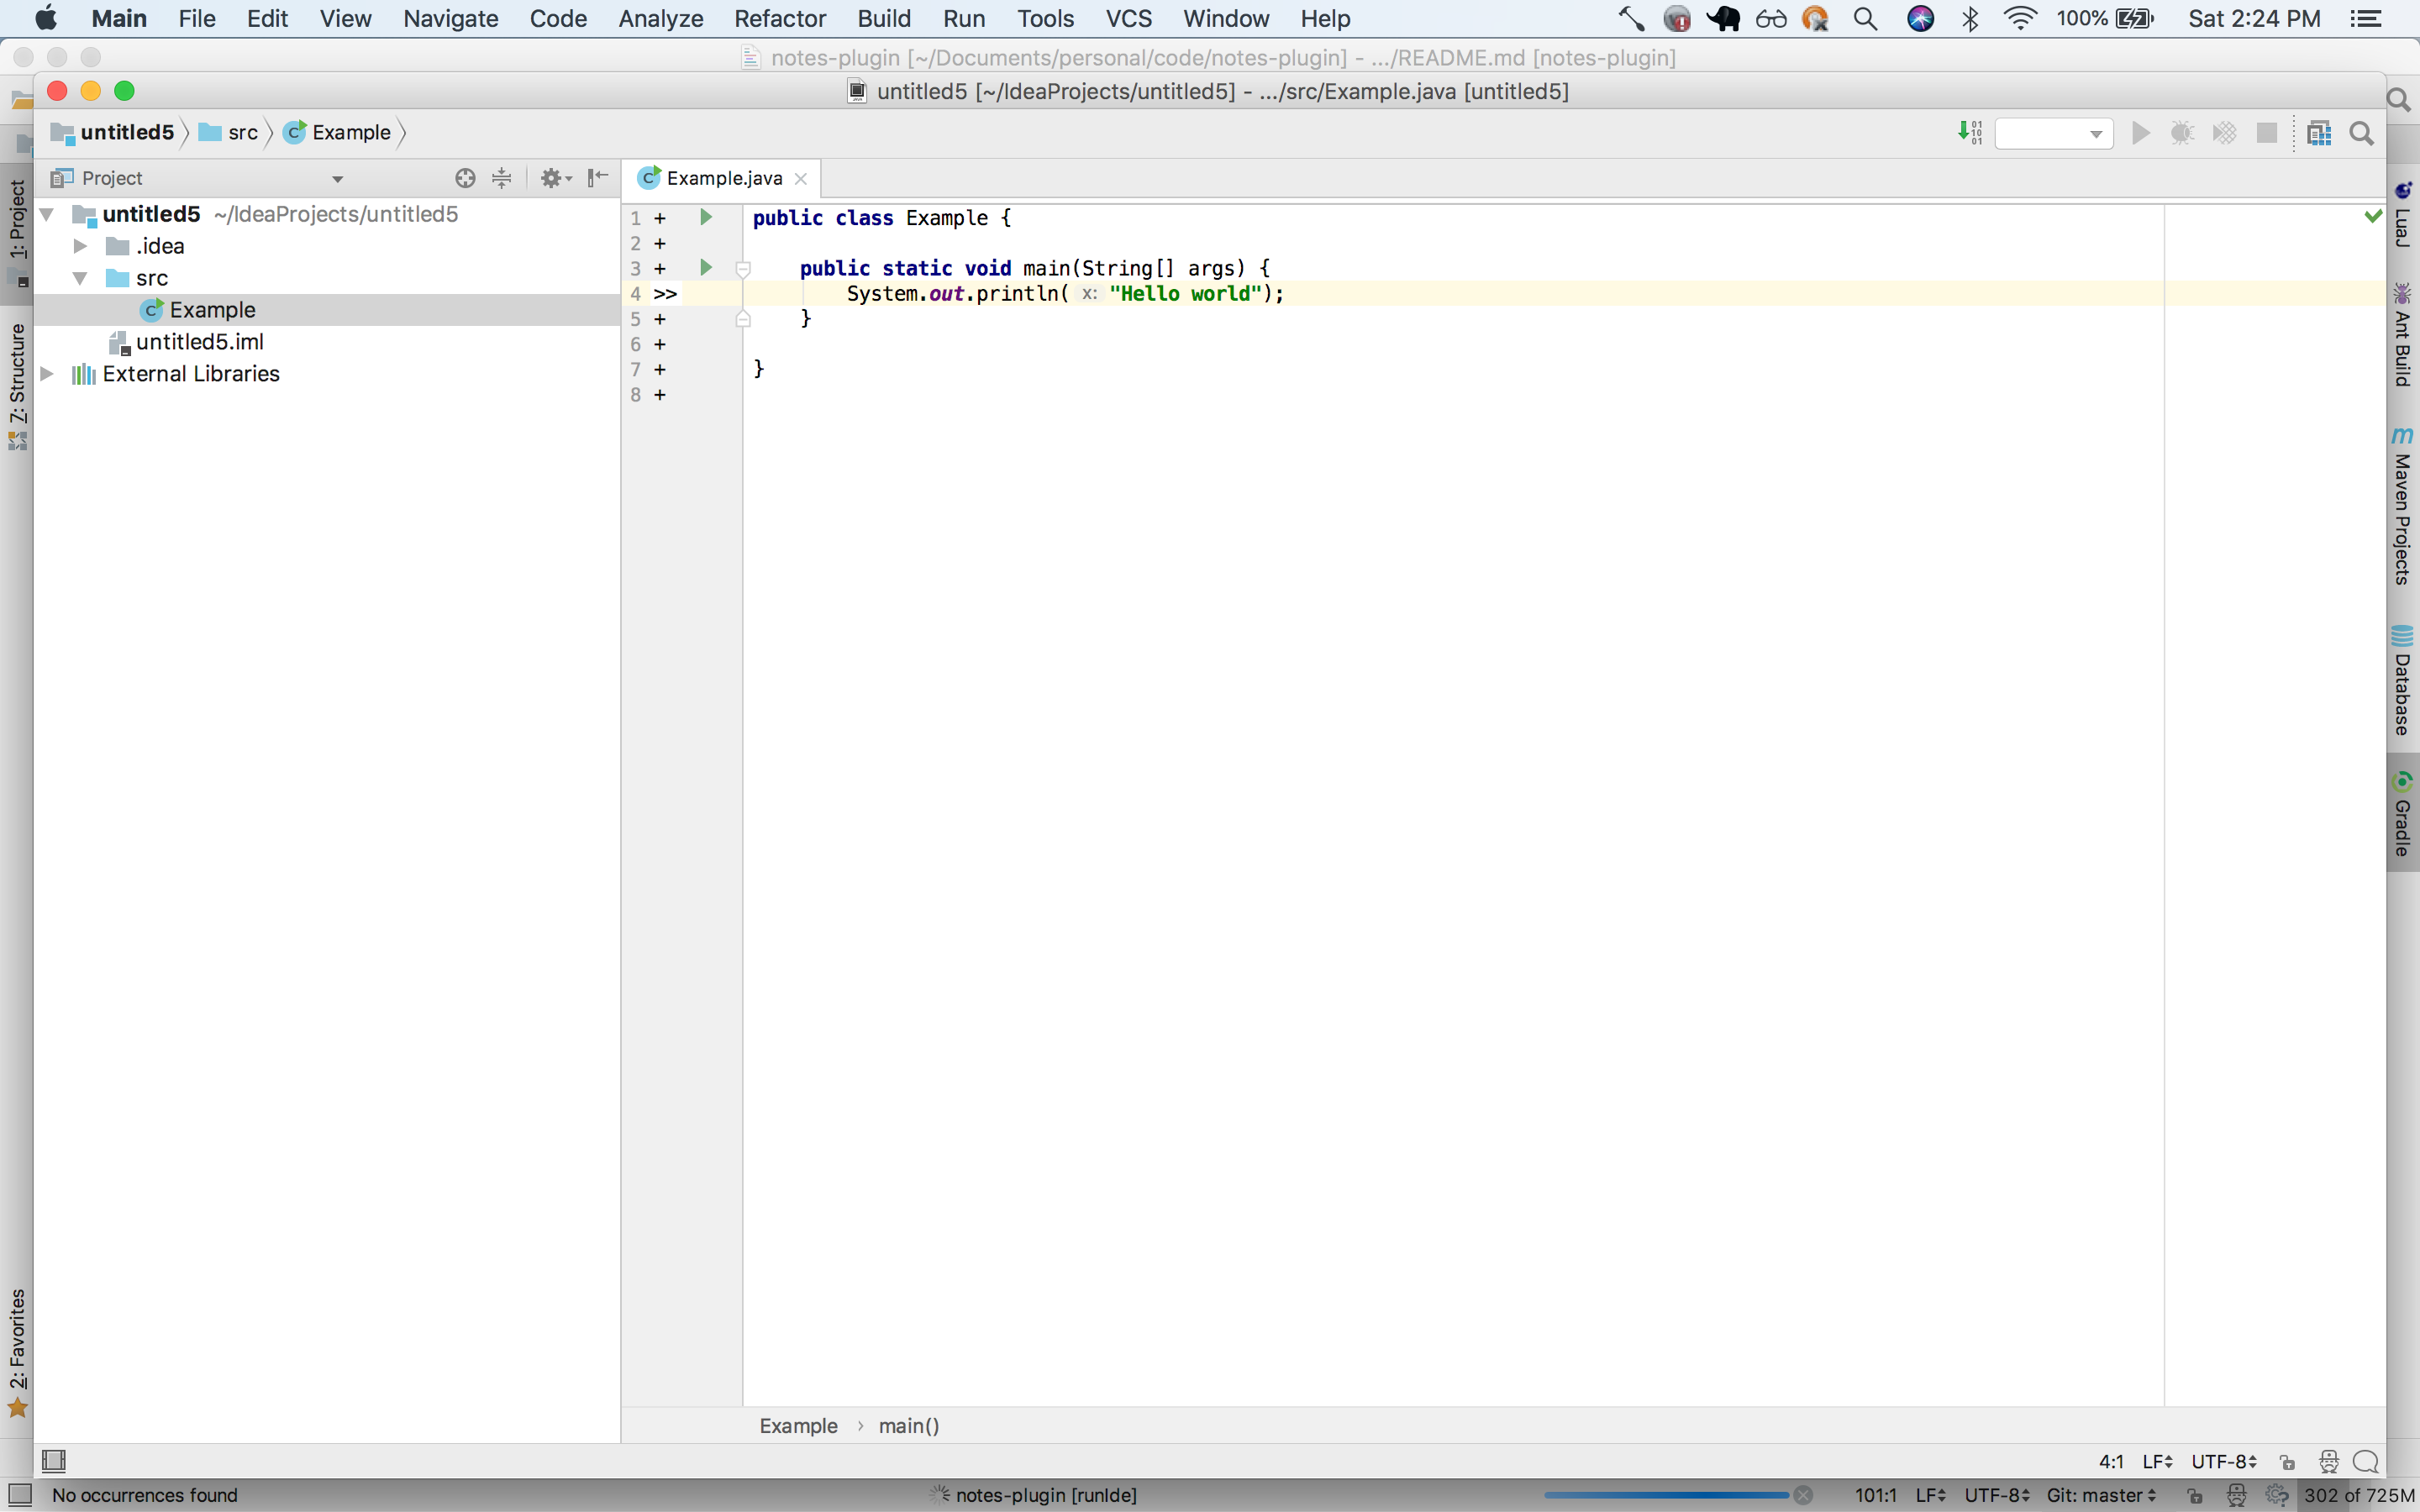 Main File Edit View Navigate Code Analyze Refactor Build Run Tools VCS Window Help 100% Sat 2:24 PM
notes-plugin [~/Documents/personal/code/notes-plugin] - .../README.md [notes-plugin]
untitled5 [~/IdeaProjects/untitled5] - .../src/Example.java [untitled5]
untitled5 src Example
Project
Example.java
untitled5 ~/IdeaProjects/untitled5
.idea
src
Example
untitled5.iml
External Libraries
1: Project
7: Structure
2: Favorites
1 + public class Example {
2 +
3 + public static void main(String[] args) {
4 >> System.out.println( x: "Hello world");
5 + }
6 +
7 + }
8 +
LuaJ
Ant Build
Maven Projects
Database
Gradle
Example › main()
4:1 LF UTF-8
No occurrences found notes-plugin [runIde] 101:1 LF UTF-8 Git: master 302 of 725M